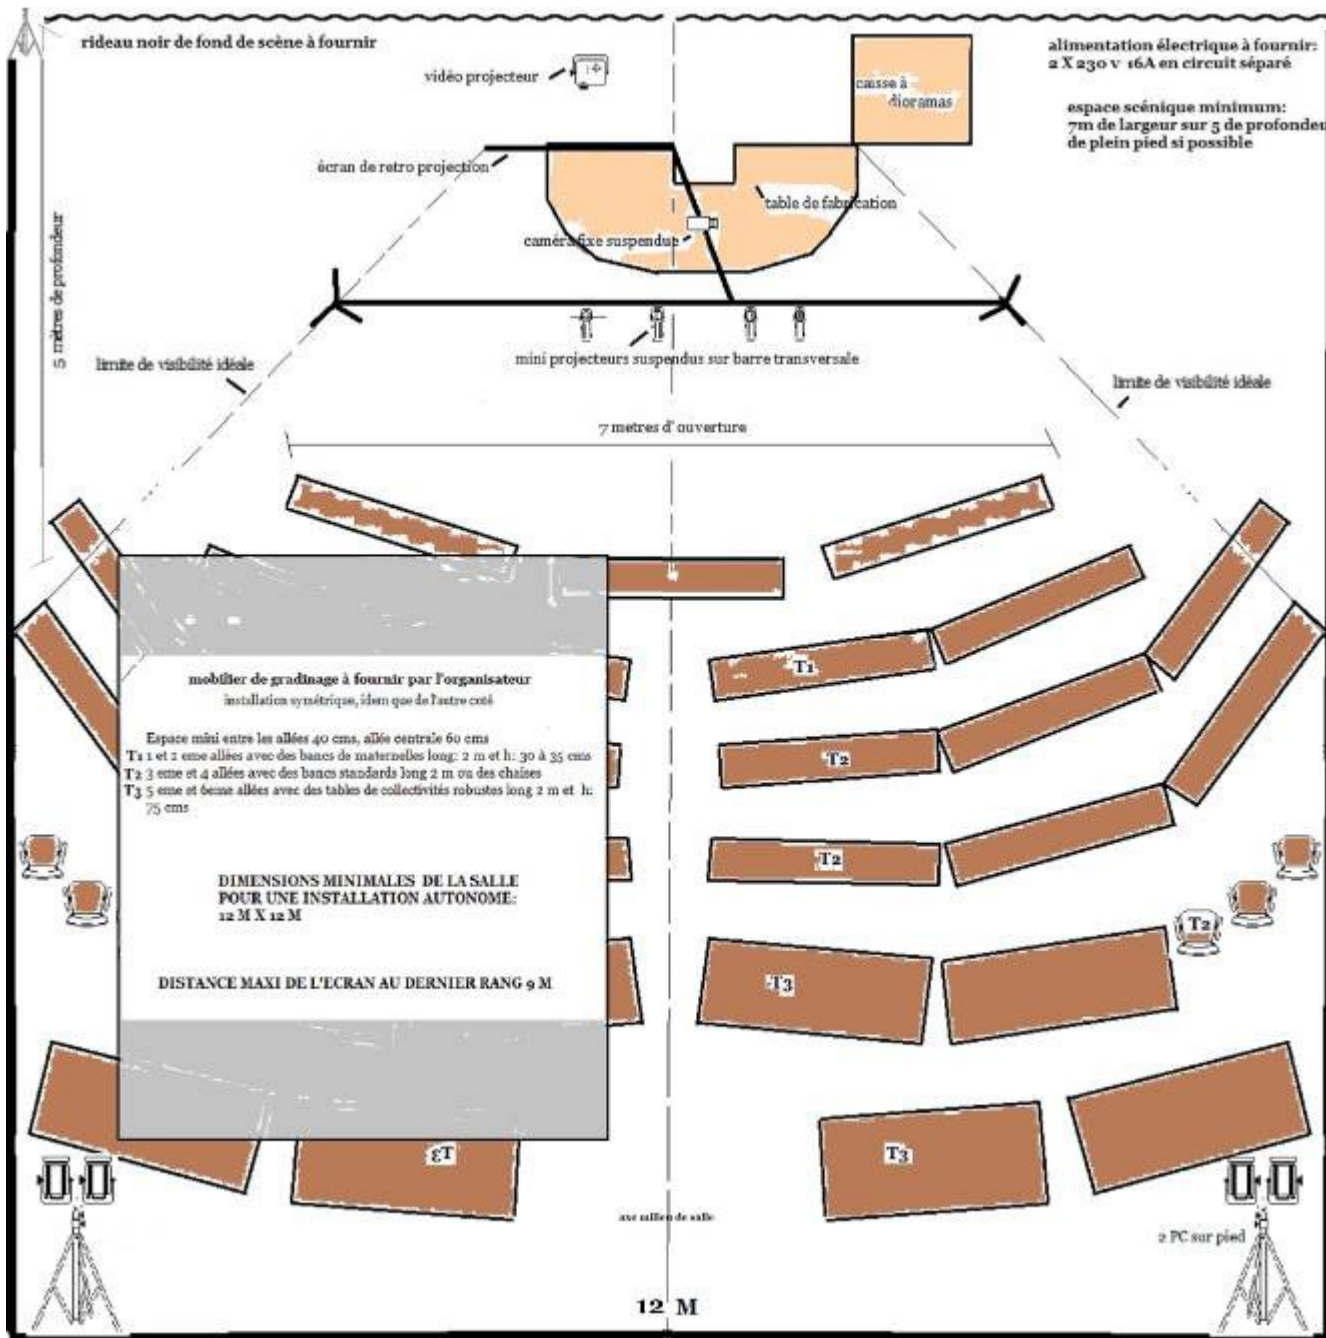 rideau noir de fond de scène à fournir
alimentation électrique à fournir:
2 X 230 v 16A en circuit séparé
vidéo projecteur
caisse à
dioramas
espace scénique minimum:
7m de largeur sur 5 de profondeu
de plein pied si possible
écran de retro projection
table de fabrication
caméra fixe suspendue
5 mètres de profondeur
mini projecteurs suspendus sur barre transversale
limite de visibilité idéale
limite de visibilité idéale
7 metres d'ouverture
mobilier de gradinage à fournir par l'organisateur
installation symétrique, idem que de l'autre coté
Espace mini entre les allées 40 cms, allée centrale 60 cms
T1 1 et 2 eme allées avec des bancs de maternelles long: 2 m et h: 30 à 35 cms
T2 3 eme et 4 allées avec des bancs standards long 2 m ou des chaises
T3 5 eme et 6eme allées avec des tables de collectivités robustes long 2 m et h:
75 cms
DIMENSIONS MINIMALES DE LA SALLE
POUR UNE INSTALLATION AUTONOME:
12 M X 12 M
DISTANCE MAXI DE L'ECRAN AU DERNIER RANG 9 M
T1
T2
T2
T2
T3
T3
T3
axe milieu de salle
2 PC sur pied
12 M